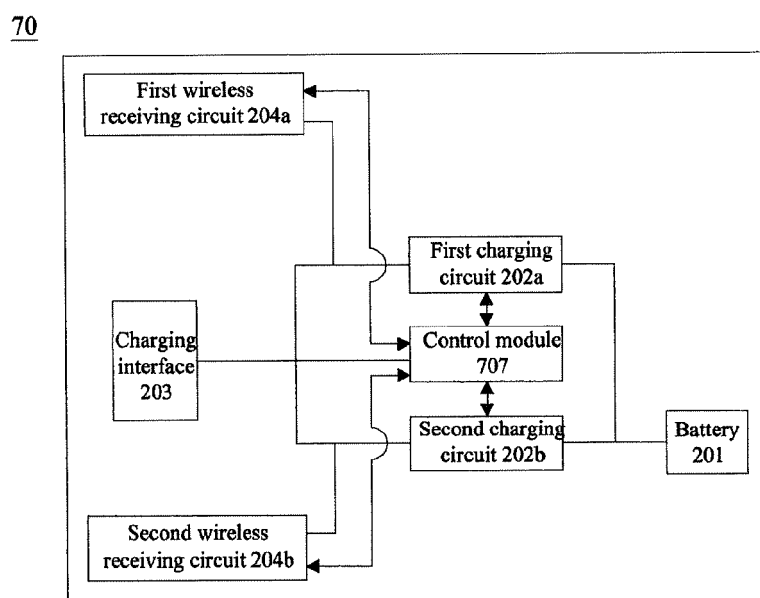 70
First wireless
receiving circuit 204a
First charging
circuit 202a
Charging
interface
203
Control module
707
Second charging
circuit 202b
Battery
201
Second wireless
receiving circuit 204b